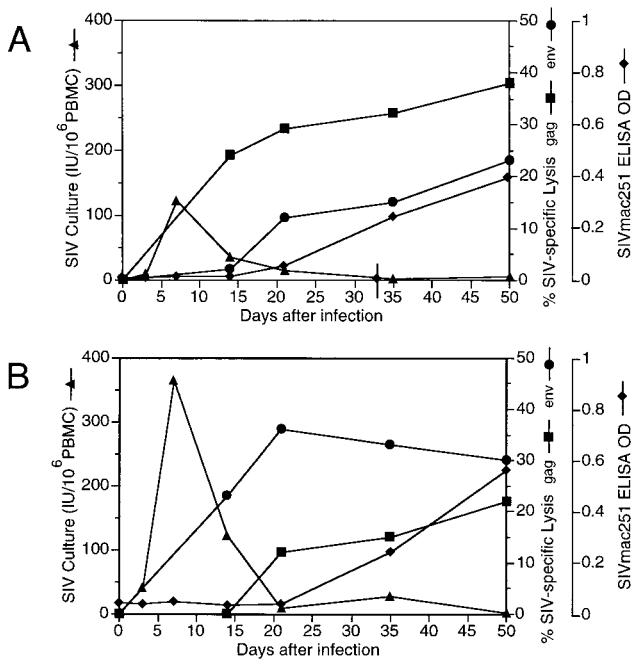 A
SIV Culture (IU/10⁶ PBMC)
400
300
200
100
0
0 5 10 15 20 25 30 35 40 45 50
Days after infection
50
40
30
20
10
0
% SIV-specific Lysis gag env
1
0.8
0.6
0.4
0.2
0
SIVmac251 ELISA OD
B
SIV Culture (IU/10⁶ PBMC)
400
300
200
100
0
0 5 10 15 20 25 30 35 40 45 50
Days after infection
50
40
30
20
10
0
% SIV-specific Lysis gag env
1
0.8
0.6
0.4
0.2
0
SIVmac251 ELISA OD